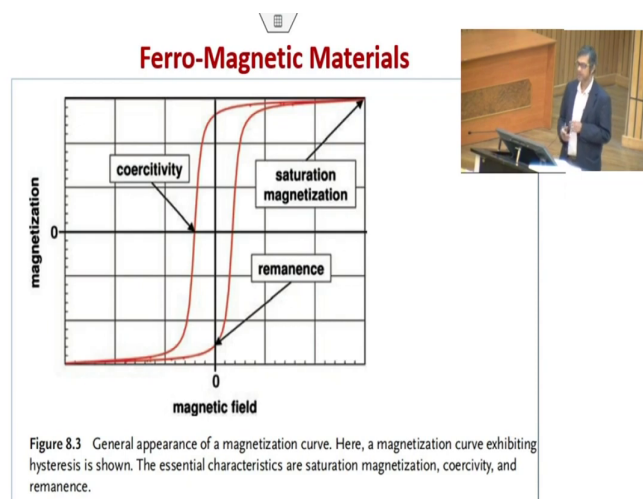 Ferro-Magnetic Materials
coercitivity
saturation
magnetization
magnetization
0
remanence
0
magnetic field
Figure 8.3 General appearance of a magnetization curve. Here, a magnetization curve exhibiting
hysteresis is shown. The essential characteristics are saturation magnetization, coercivity, and
remanence.